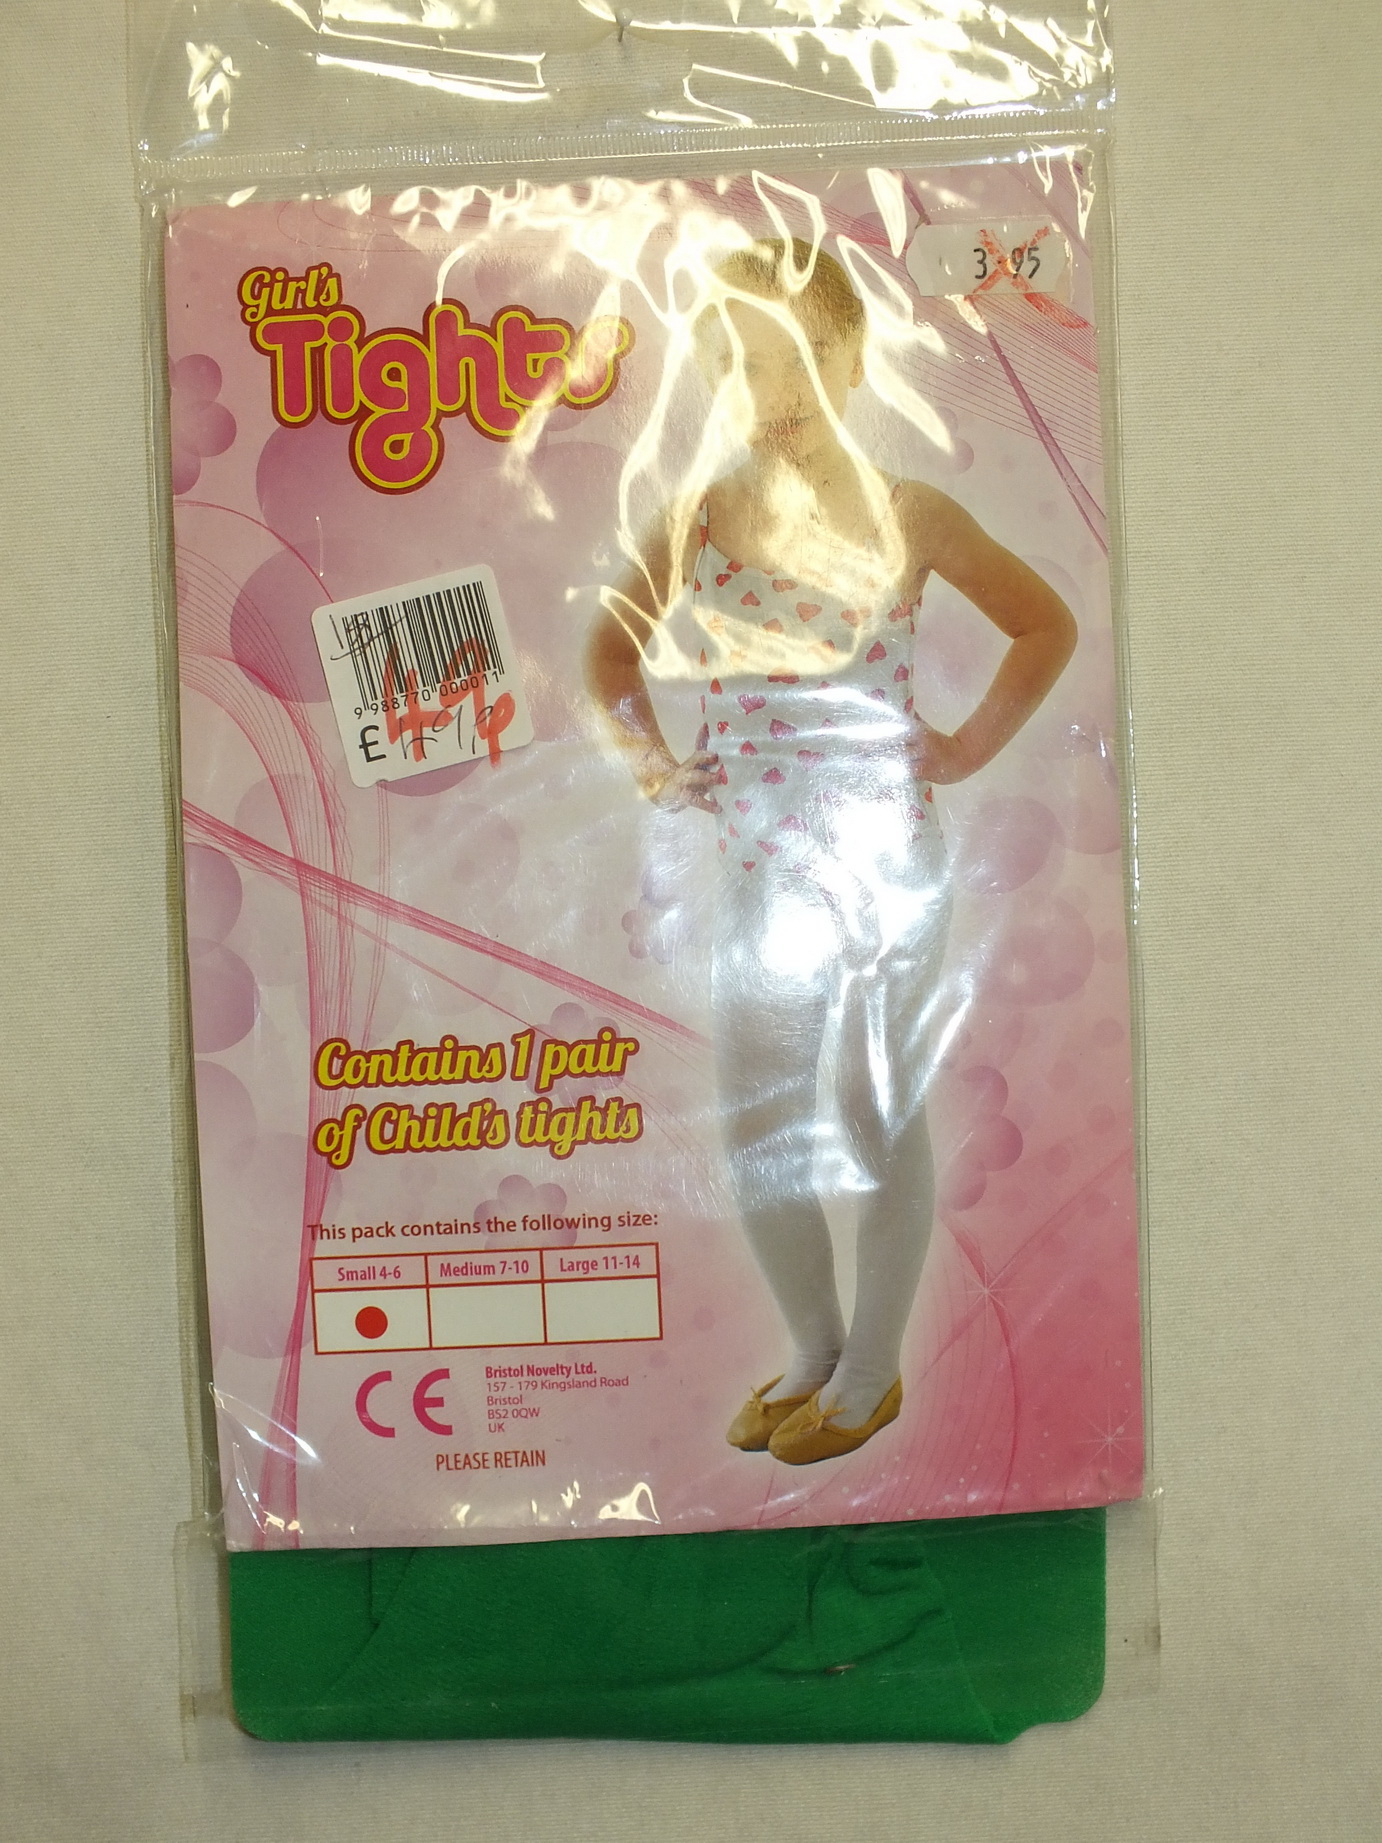 3.95
Girl's
Tights
9 988770 000011
£ 49p
Contains 1 pair
of Child's tights
This pack contains the following size:
Small 4-6 Medium 7-10 Large 11-14
CE
Bristol Novelty Ltd.
157 - 179 Kingsland Road
Bristol
BS2 0QW
UK
PLEASE RETAIN